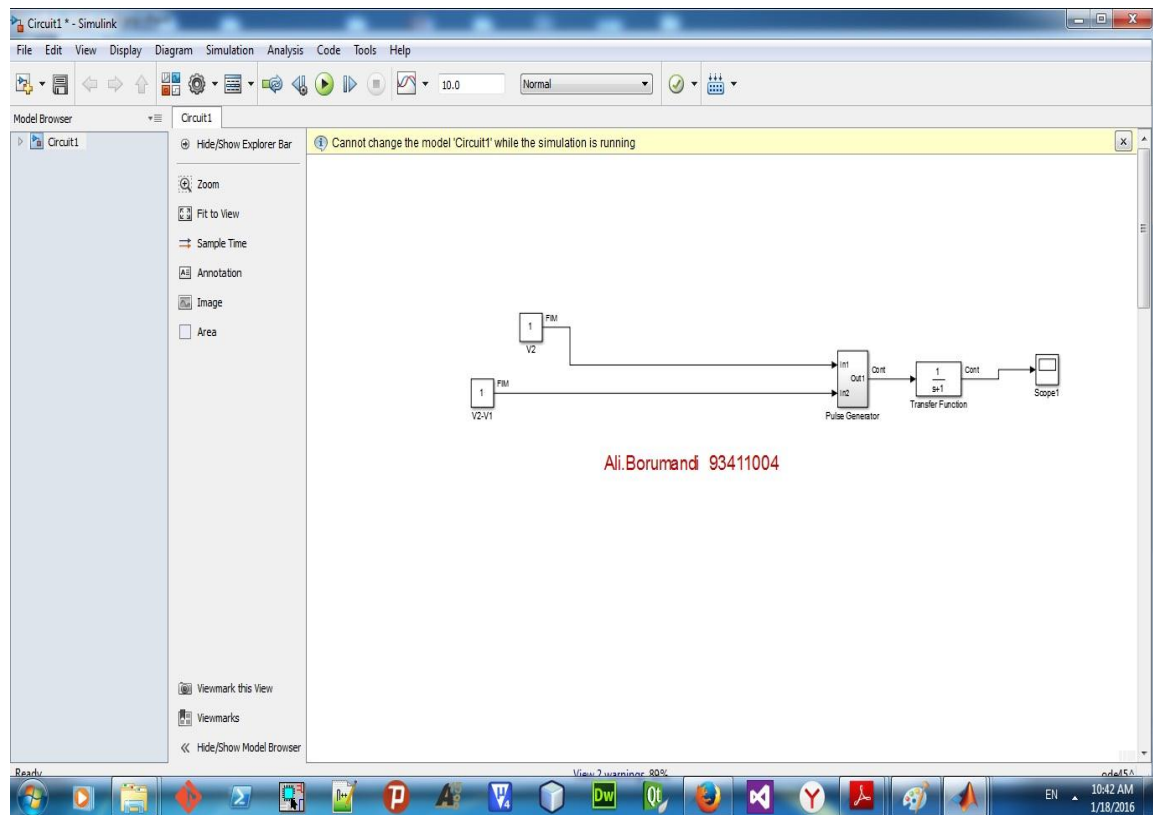 Circuit1 * - Simulink
File Edit View Display Diagram Simulation Analysis Code Tools Help
10.0 Normal
Model Browser
Circuit1
Circuit1
Hide/Show Explorer Bar
Cannot change the model 'Circuit1' while the simulation is running
Zoom
Fit to View
Sample Time
Annotation
Image
Area
1
FIM
V2
1
FIM
V2-V1
In1
Out1
In2
Pulse Generator
Cont
1
s+1
Transfer Function
Cont
Scope1
Ali.Borumandi 93411004
Viewmark this View
Viewmarks
Hide/Show Model Browser
Ready
View 2 warnings 89%
ode45
Dw
Qt
EN
10:42 AM
1/18/2016